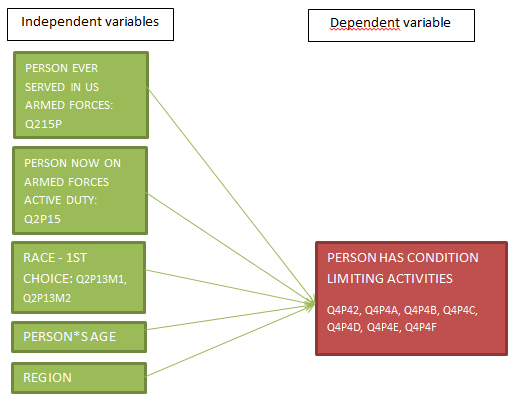 Independent variables
Dependent variable
PERSON EVER
SERVED IN US
ARMED FORCES:
Q215P
PERSON NOW ON
ARMED FORCES
ACTIVE DUTY:
Q2P15
RACE - 1ST
CHOICE: Q2P13M1,
Q2P13M2
PERSON*S AGE
REGION
PERSON HAS CONDITION
LIMITING ACTIVITIES
Q4P42, Q4P4A, Q4P4B, Q4P4C,
Q4P4D, Q4P4E, Q4P4F